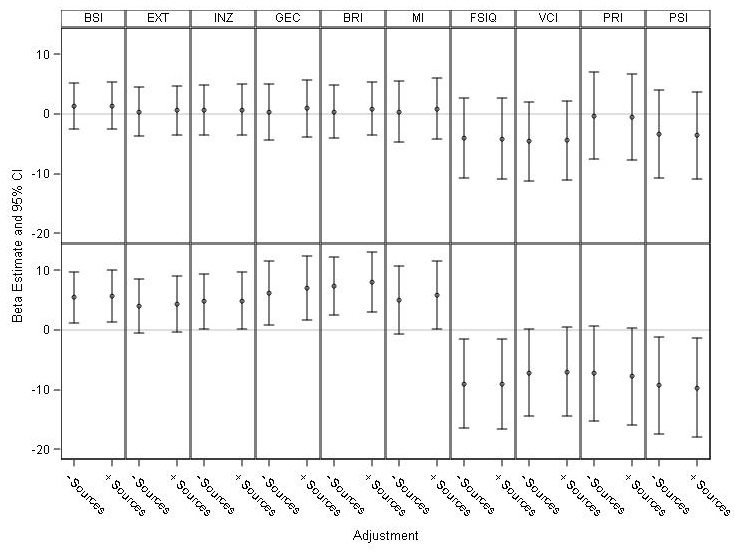 BSI EXT INZ GEC BRI MI FSIQ VCI PRI PSI
10
0
-10
-20
10
0
-10
-20
Beta Estimate and 95% CI
- Sources + Sources - Sources + Sources - Sources + Sources - Sources + Sources - Sources + Sources - Sources + Sources - Sources + Sources - Sources + Sources - Sources + Sources - Sources + Sources
Adjustment